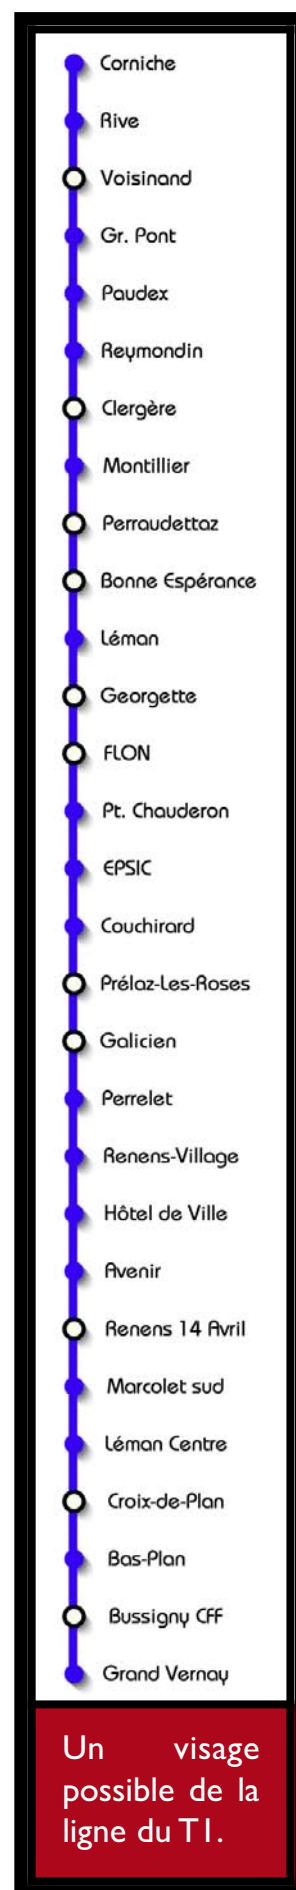 Corniche
Rive
Voisinand
Gr. Pont
Paudex
Reymondin
Clergère
Montillier
Perraudettaz
Bonne Espérance
Léman
Georgette
FLON
Pt. Chauderon
EPSIC
Couchirard
Prélaz-Les-Roses
Galicien
Perrelet
Renens-Village
Hôtel de Ville
Avenir
Renens 14 Avril
Marcolet sud
Léman Centre
Croix-de-Plan
Bas-Plan
Bussigny CFF
Grand Vernay
Un visage
possible de la
ligne du T1.